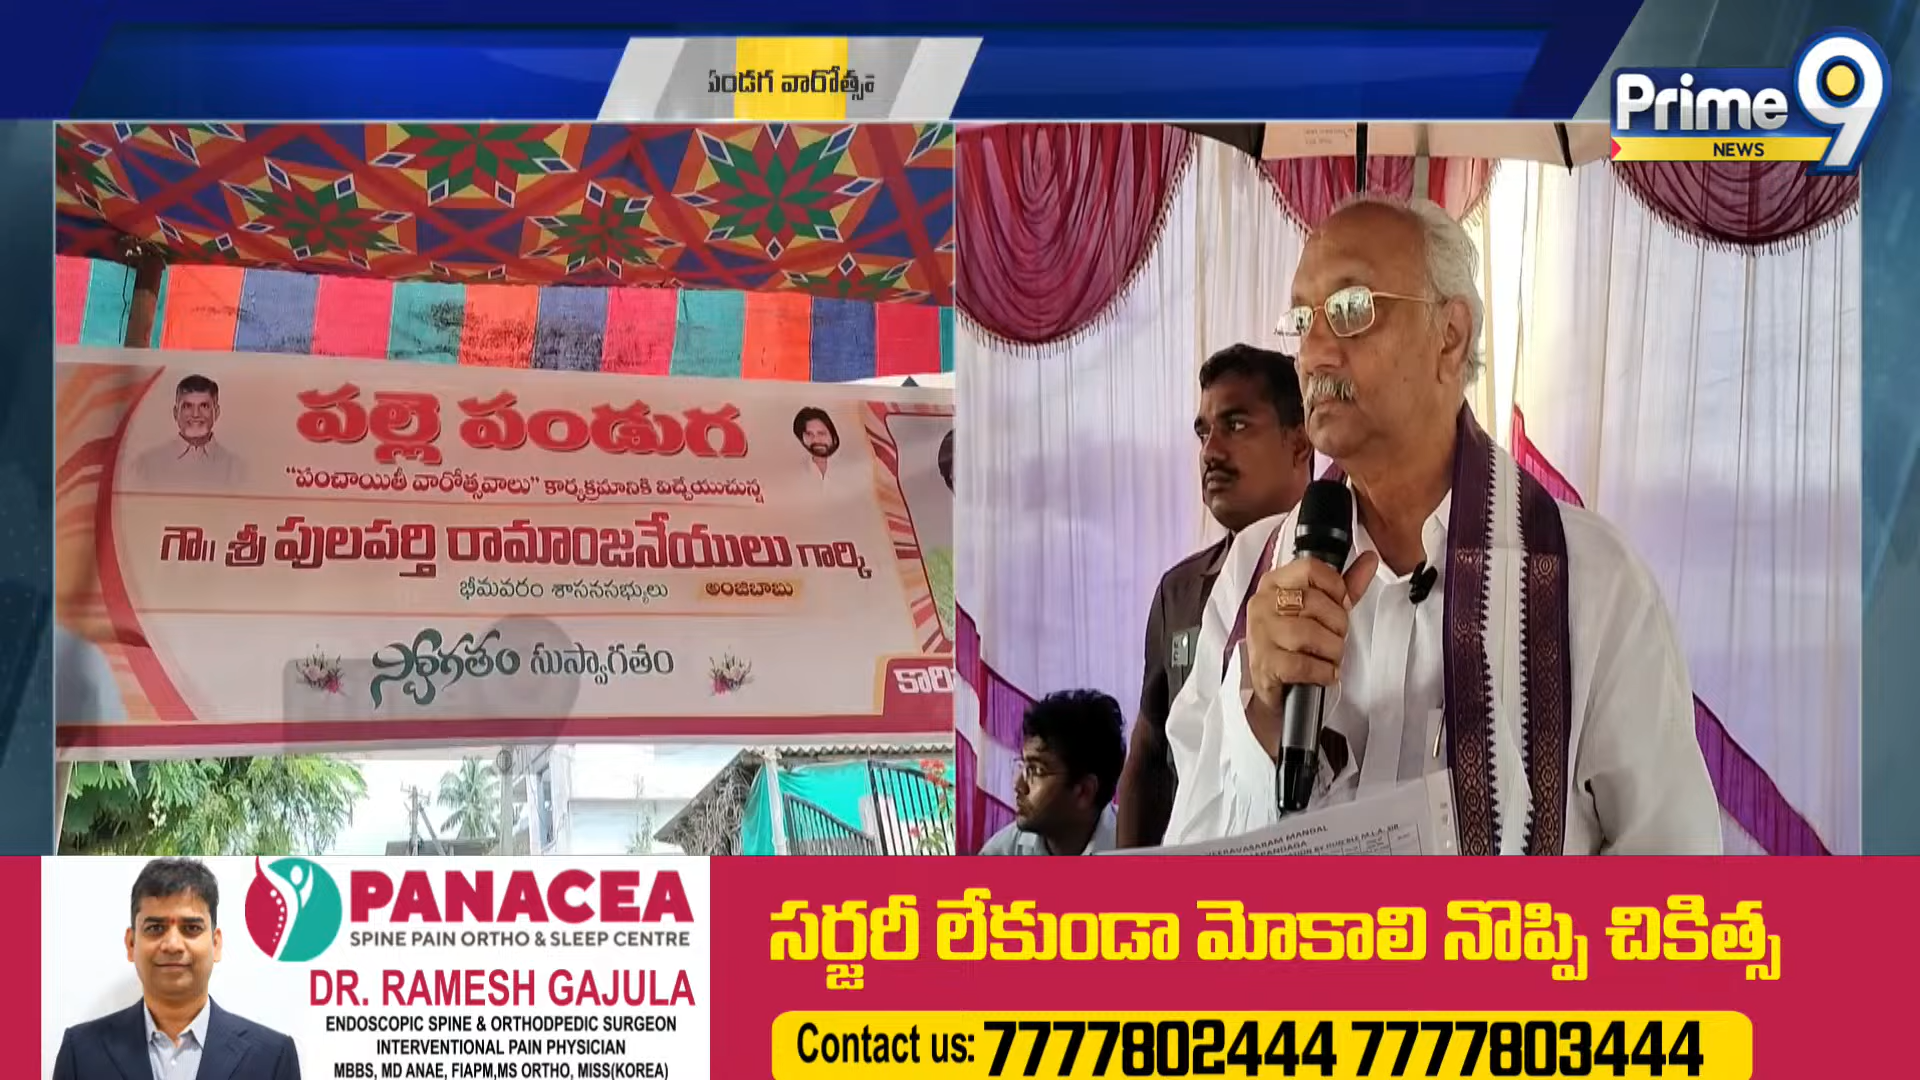 పండగ వారోత్స
Prime9
NEWS
పల్లె పండుగ
"పంచాయితీ వారోత్సవాలు" కార్యక్రమానికి విచ్చేయుచున్న
గౌ|| శ్రీ పులపర్తి రామాంజనేయులు గార్కి
భీమవరం శాసనసభ్యులు అంజిబాబు
స్వాగతం సుస్వాగతం
VEERAVASARAM MANDAL
PANACEA
SPINE PAIN ORTHO & SLEEP CENTRE
DR. RAMESH GAJULA
ENDOSCOPIC SPINE & ORTHODPEDIC SURGEON
INTERVENTIONAL PAIN PHYSICIAN
MBBS, MD ANAE, FIAPM,MS ORTHO, MISS(KOREA)
సర్జరీ లేకుండా మోకాలి నొప్పి చికిత్స
Contact us: 7777802444 7777803444